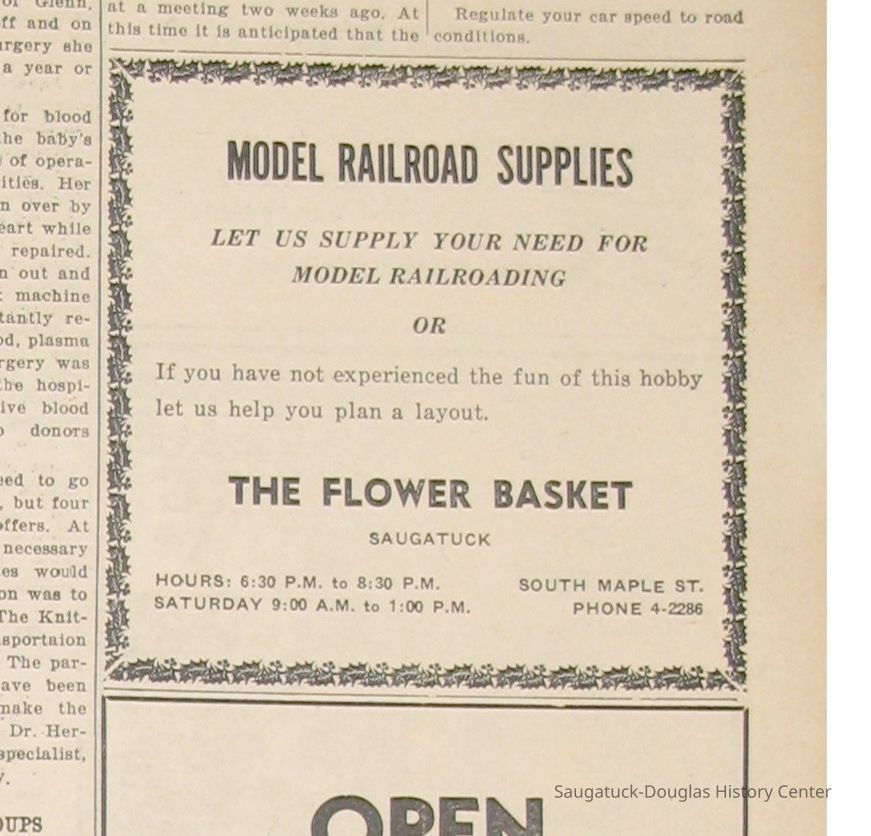 of Glenn,
ff and on
urgery she
a year or
for blood
he baby's
of opera-
ities. Her
n over by
eart while
repaired.
n out and
machine
tantly re-
od, plasma
rgery was
the hospi-
ive blood
donors
eed to go
, but four
offers. At
necessary
es would
on was to
The Knit-
sportaion
The par-
ave been
make the
Dr. Her-
specialist,
y.
OUPS
at a meeting two weeks ago. At
this time it is anticipated that the
Regulate your car speed to road
conditions.
MODEL RAILROAD SUPPLIES
LET US SUPPLY YOUR NEED FOR
MODEL RAILROADING
OR
If you have not experienced the fun of this hobby
let us help you plan a layout.
THE FLOWER BASKET
SAUGATUCK
HOURS: 6:30 P.M. to 8:30 P.M.
SATURDAY 9:00 A.M. to 1:00 P.M.
SOUTH MAPLE ST.
PHONE 4-2286
OPEN
Saugatuck-Douglas History Center